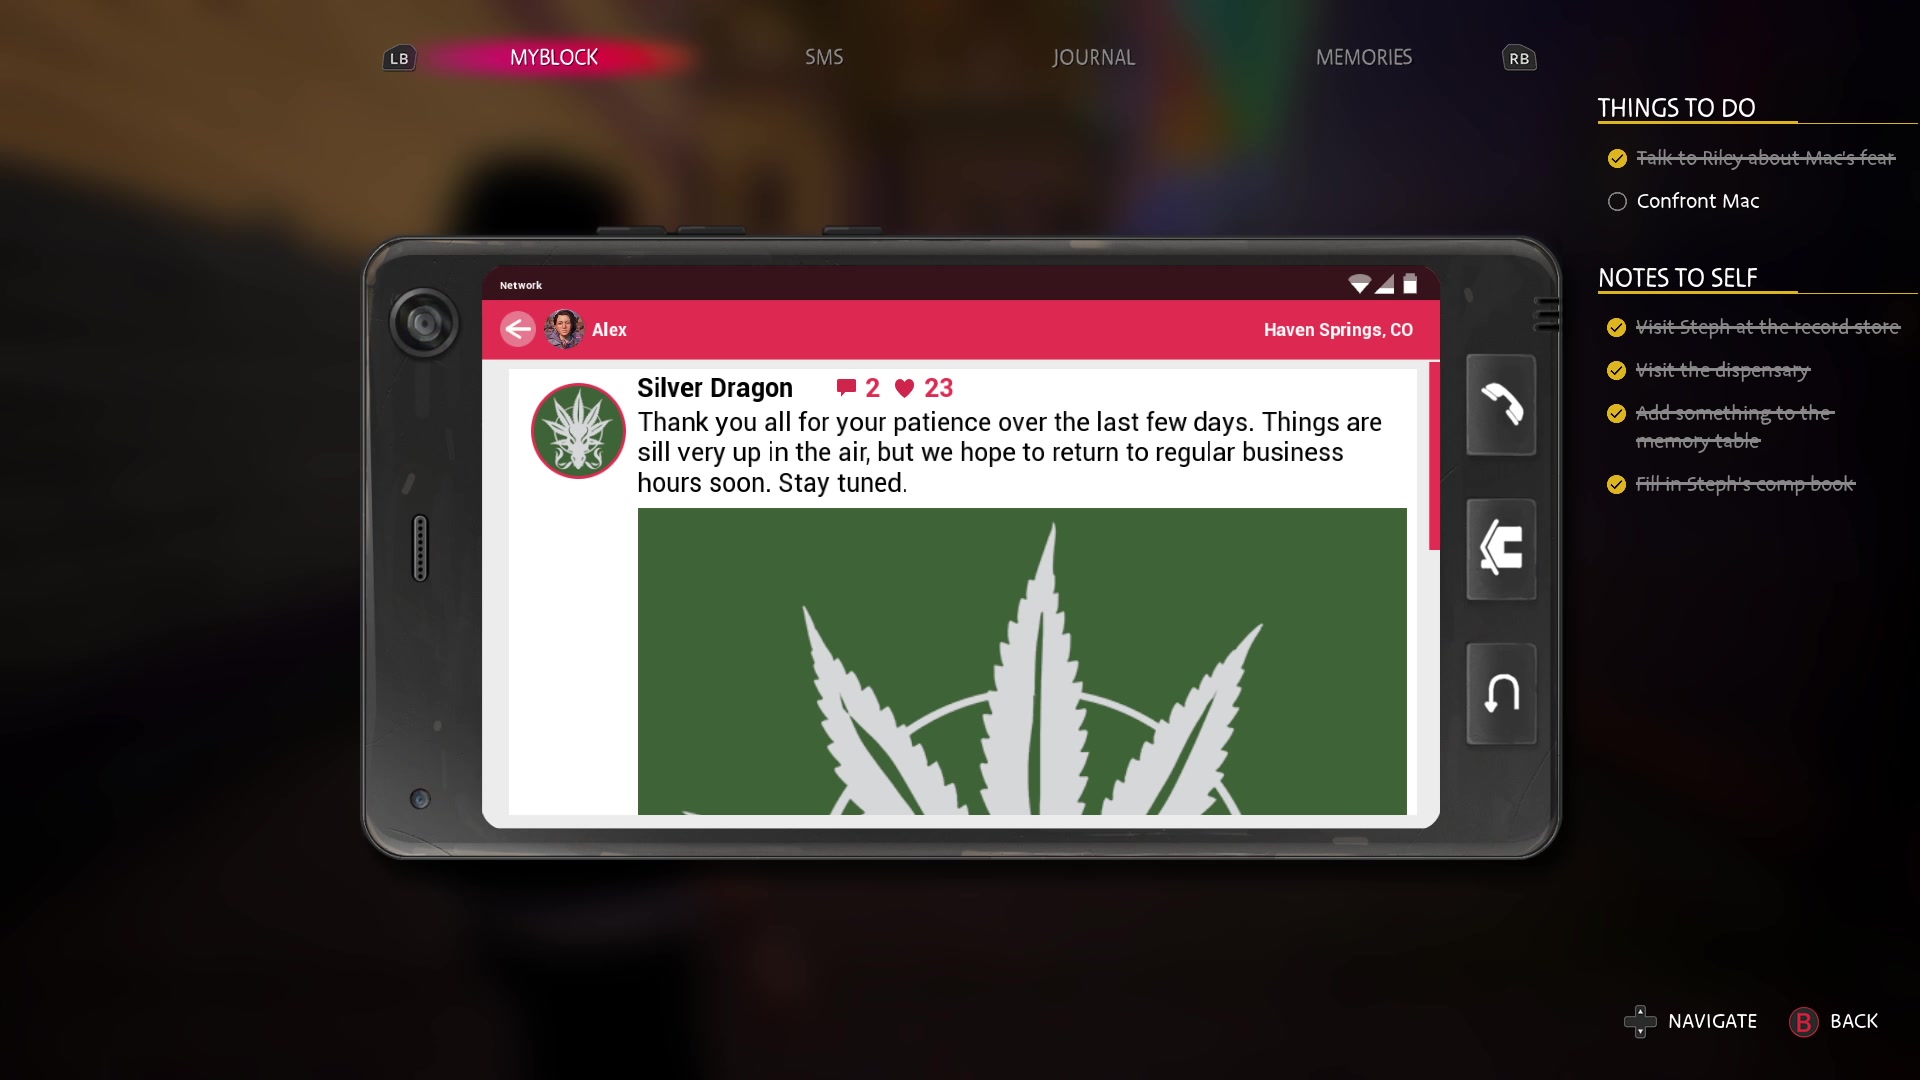 LB
MYBLOCK
SMS
JOURNAL
MEMORIES
RB
THINGS TO DO
Talk to Riley about Mac's fear
Confront Mac
NOTES TO SELF
Visit Steph at the record store
Visit the dispensary
Add something to the
memory table
Fill in Steph's comp book
Network
Alex
Haven Springs, CO
Silver Dragon 2 23
Thank you all for your patience over the last few days. Things are
sill very up in the air, but we hope to return to regular business
hours soon. Stay tuned.
NAVIGATE
B BACK